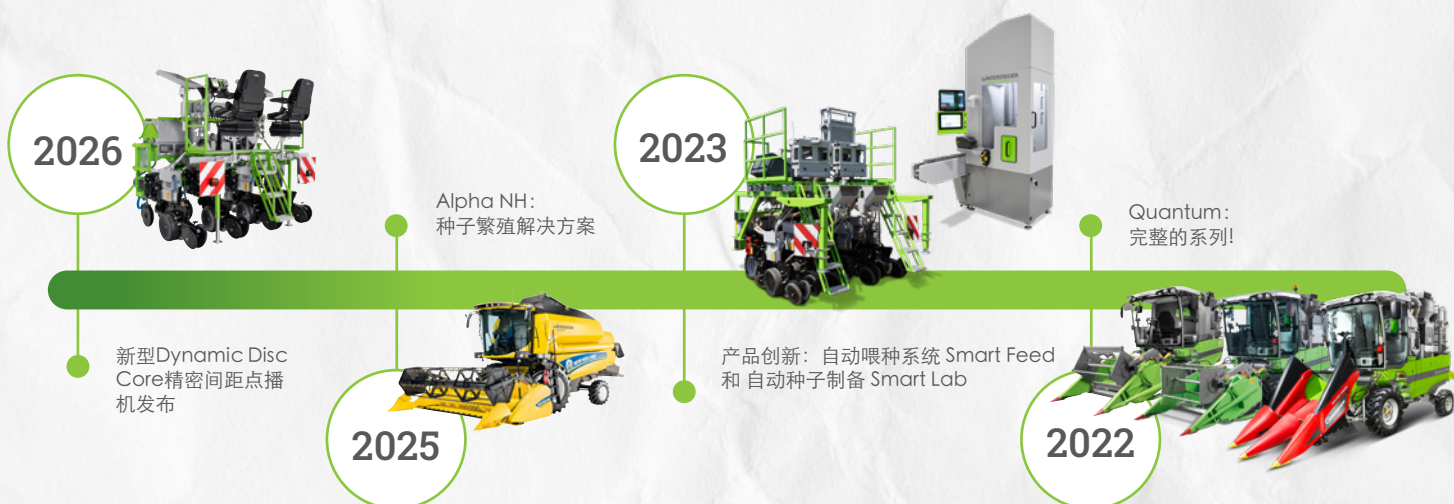 2026
新型Dynamic Disc
Core精密间距点播
机发布
Alpha NH:
种子繁殖解决方案
2025
2023
产品创新：自动喂种系统 Smart Feed
和 自动种子制备 Smart Lab
Quantum:
完整的系列!
2022
WINTERSTEIGER